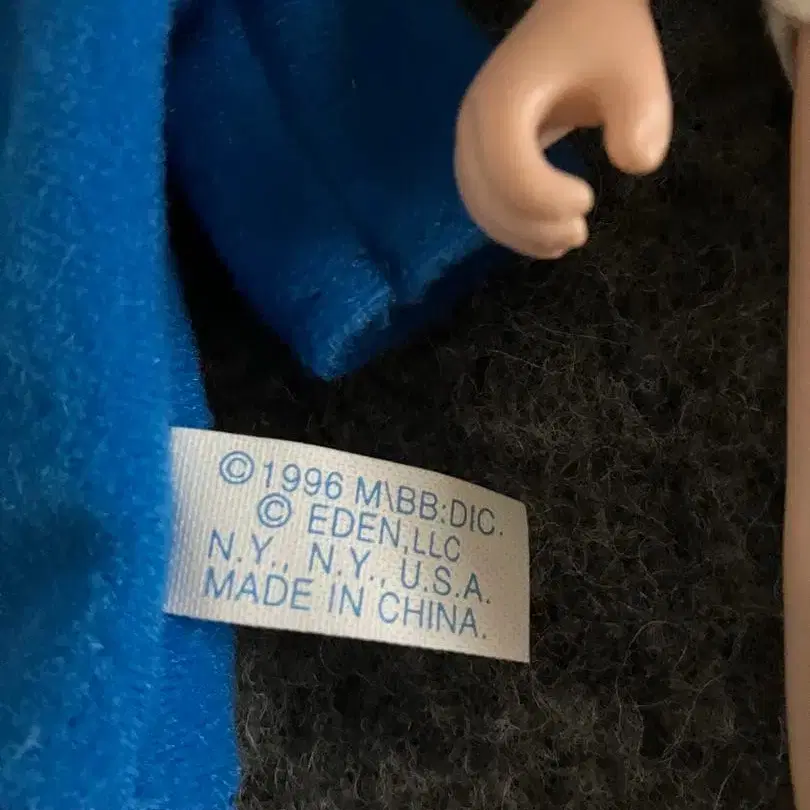 ©1996 M\BB:DIC.
© EDEN,LLC
N.Y., N.Y., U.S.A.
MADE IN CHINA.